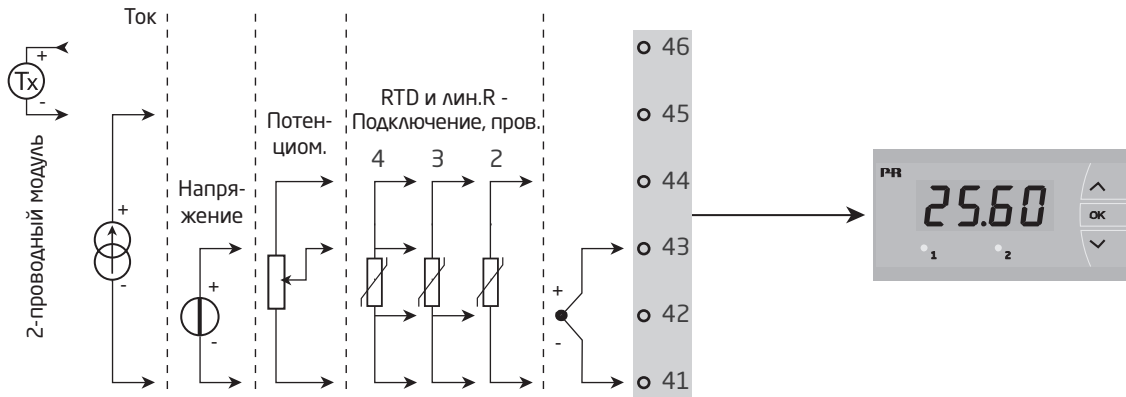 Ток
+
Tx
-
2-проводный модуль
+
-
Напря-
жение
+
-
Потен-
циом.
RTD и лин.R -
Подключение, пров.
4
3
2
+
-
46
45
44
43
42
41
PR
25.60
OK
1
2